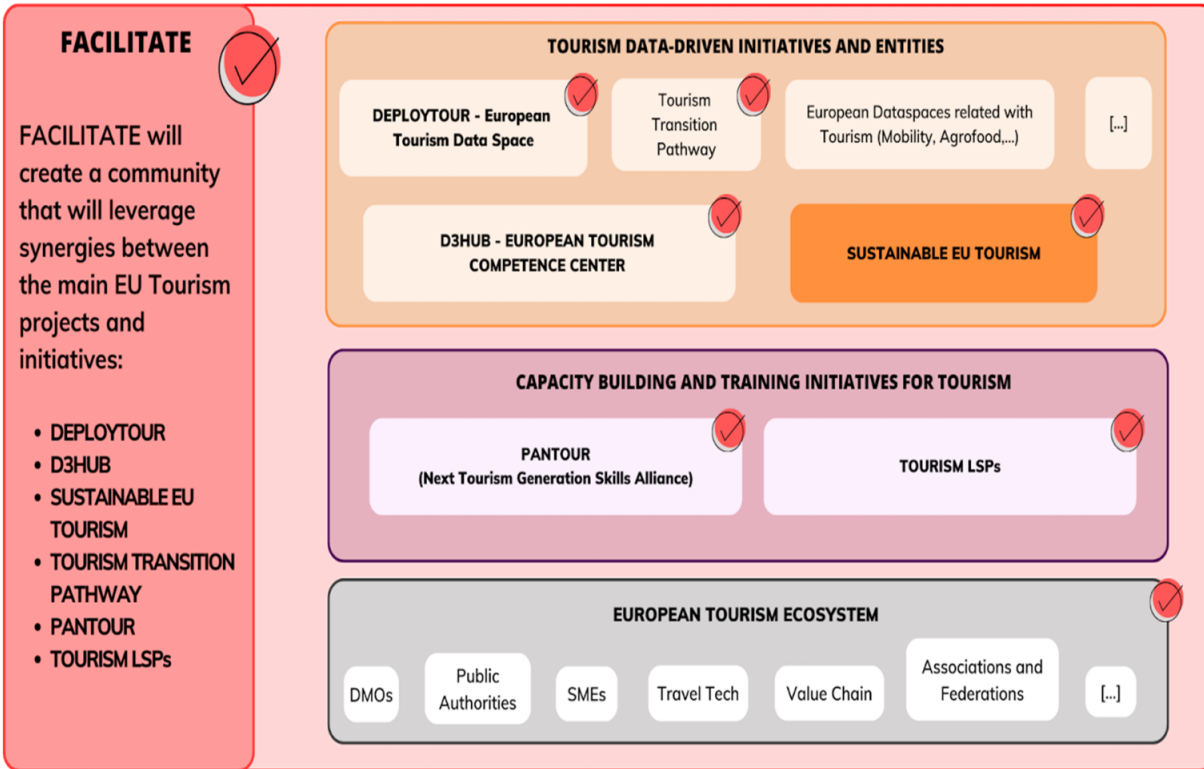 FACILITATE
FACILITATE will
create a community
that will leverage
synergies between
the main EU Tourism
projects and
initiatives:
• DEPLOYTOUR
• D3HUB
• SUSTAINABLE EU
TOURISM
• TOURISM TRANSITION
PATHWAY
• PANTOUR
• TOURISM LSPs
TOURISM DATA-DRIVEN INITIATIVES AND ENTITIES
DEPLOYTOUR - European
Tourism Data Space
Tourism
Transition
Pathway
European Dataspaces related with
Tourism (Mobility, Agrofood,...)
[...]
D3HUB - EUROPEAN TOURISM
COMPETENCE CENTER
SUSTAINABLE EU TOURISM
CAPACITY BUILDING AND TRAINING INITIATIVES FOR TOURISM
PANTOUR
(Next Tourism Generation Skills Alliance)
TOURISM LSPs
EUROPEAN TOURISM ECOSYSTEM
DMOs
Public
Authorities
SMEs
Travel Tech
Value Chain
Associations and
Federations
[...]